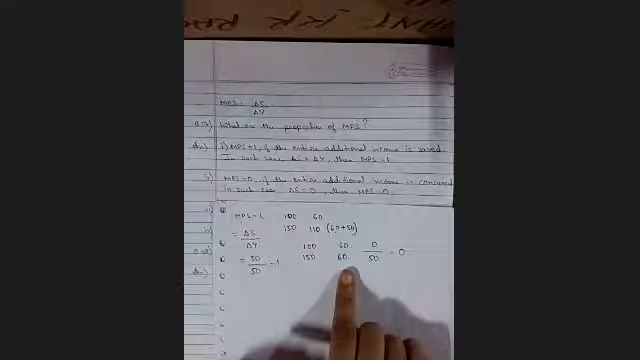 MPS = ΔS
ΔY
Q.17) What are the properties of MPS?
Ans) i) MPS=1, if the entire additional income is saved.
In such case, ΔS = ΔY, then MPS = 1
ii) MPS=0, if the entire additional income is consumed
In such case ΔS = 0, then MPS = 0.
iii) MPS=1. 100 60
iv) = ΔS 150 110 (60+50)
ΔY 100 60. 0
= 50 150 60. 50 = 0
50 = 1